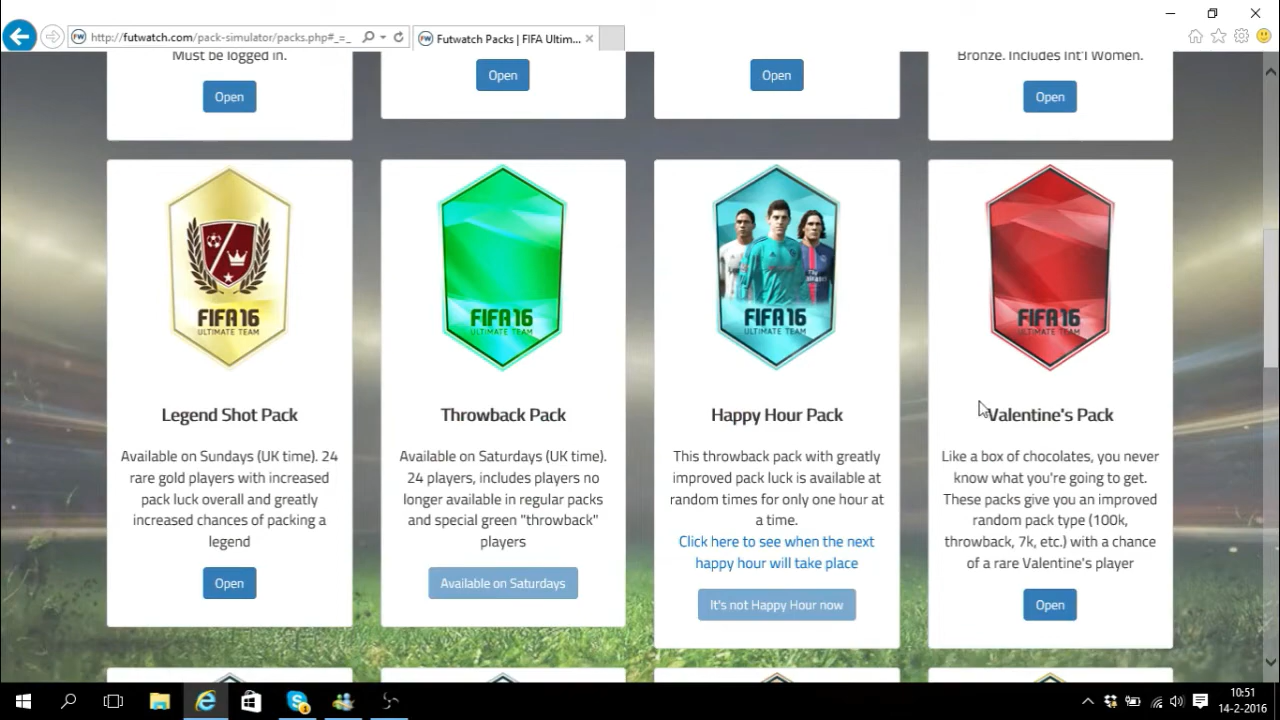 http://futwatch.com/pack-simulator/packs.php#_=_
Futwatch Packs | FIFA Ultim...
Must be logged in.
Open
Open
Open
Bronze. Includes Int'l Women.
Open
FIFA 16
ULTIMATE TEAM
Legend Shot Pack
Available on Sundays (UK time). 24
rare gold players with increased
pack luck overall and greatly
increased chances of packing a
legend
Open
FIFA 16
ULTIMATE TEAM
Throwback Pack
Available on Saturdays (UK time).
24 players, includes players no
longer available in regular packs
and special green "throwback"
players
Available on Saturdays
FIFA 16
ULTIMATE TEAM
Happy Hour Pack
This throwback pack with greatly
improved pack luck is available at
random times for only one hour at
a time.
Click here to see when the next
happy hour will take place
It's not Happy Hour now
FIFA 16
ULTIMATE TEAM
Valentine's Pack
Like a box of chocolates, you never
know what you're going to get.
These packs give you an improved
random pack type (100k,
throwback, 7k, etc.) with a chance
of a rare Valentine's player
Open
10:51
14-2-2016